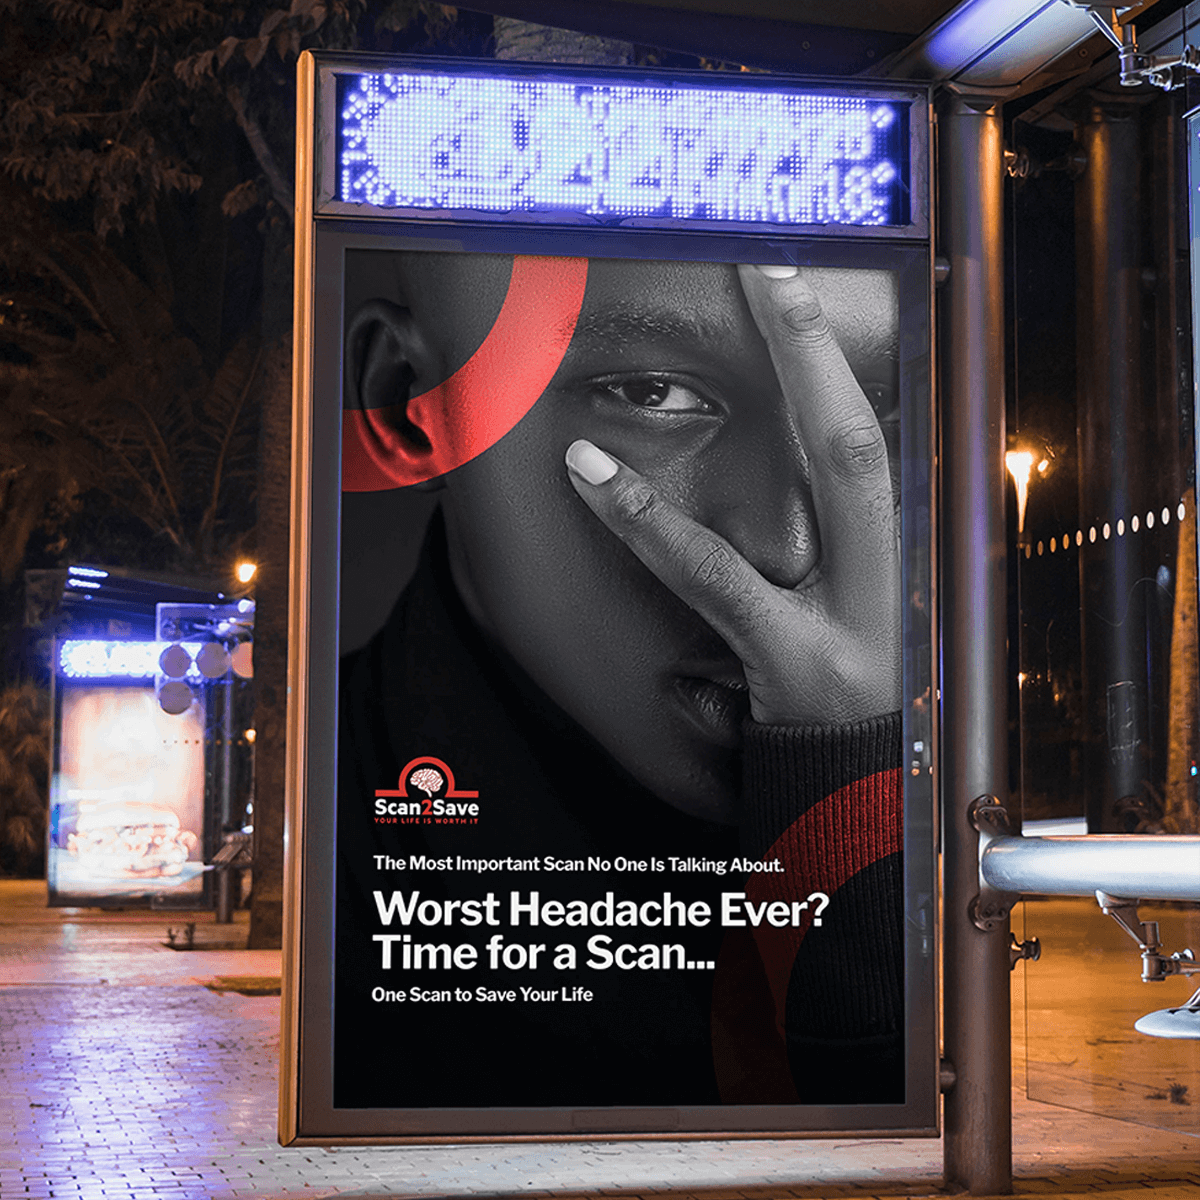 Scan2Save
YOUR LIFE IS WORTH IT
The Most Important Scan No One Is Talking About.
Worst Headache Ever?
Time for a Scan...
One Scan to Save Your Life